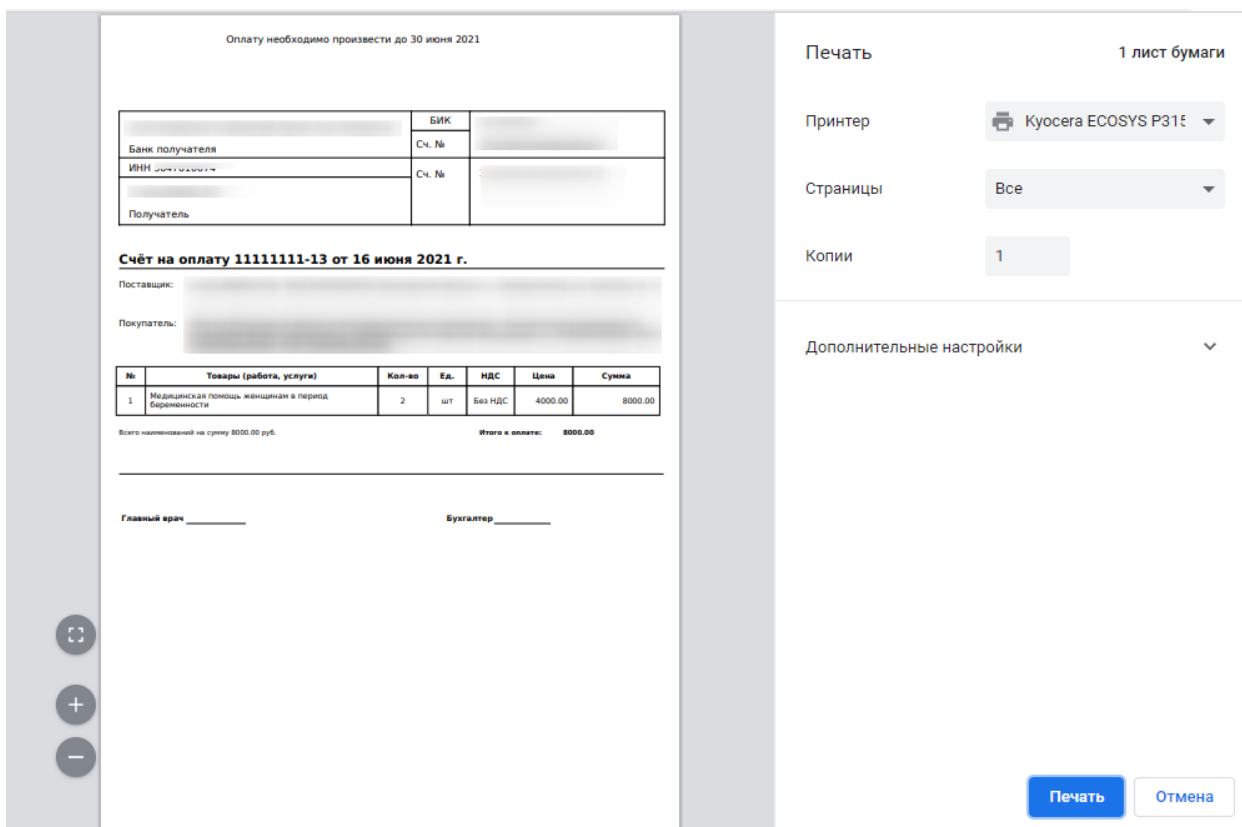 Оплату необходимо произвести до 30 июня 2021
БИК
Банк получателя
Сч. №
ИНН
Сч. №
Получатель
Счёт на оплату 11111111-13 от 16 июня 2021 г.
Поставщик:
Покупатель:
№ Товары (работа, услуги) Кол-во Ед. НДС Цена Сумма
1 Медицинская помощь женщинам в период беременности 2 шт Без НДС 4000.00 8000.00
Всего наименований на сумму 8000.00 руб. Итого к оплате: 8000.00
Главный врач Бухгалтер
Печать 1 лист бумаги
Принтер Kyocera ECOSYS P315
Страницы Все
Копии 1
Дополнительные настройки
Печать Отмена